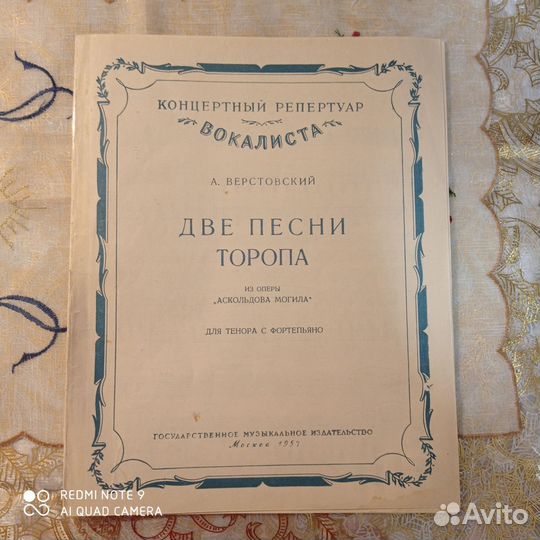 КОНЦЕРТНЫЙ РЕПЕРТУАР
ВОКАЛИСТА
А. ВЕРСТОВСКИЙ
ДВЕ ПЕСНИ
ТОРОПА
ИЗ ОПЕРЫ
„АСКОЛЬДОВА МОГИЛА"
ДЛЯ ТЕНОРА С ФОРТЕПЬЯНО
ГОСУДАРСТВЕННОЕ МУЗЫКАЛЬНОЕ ИЗДАТЕЛЬСТВО
Москва 1957
REDMI NOTE 9
AI QUAD CAMERA
Avito